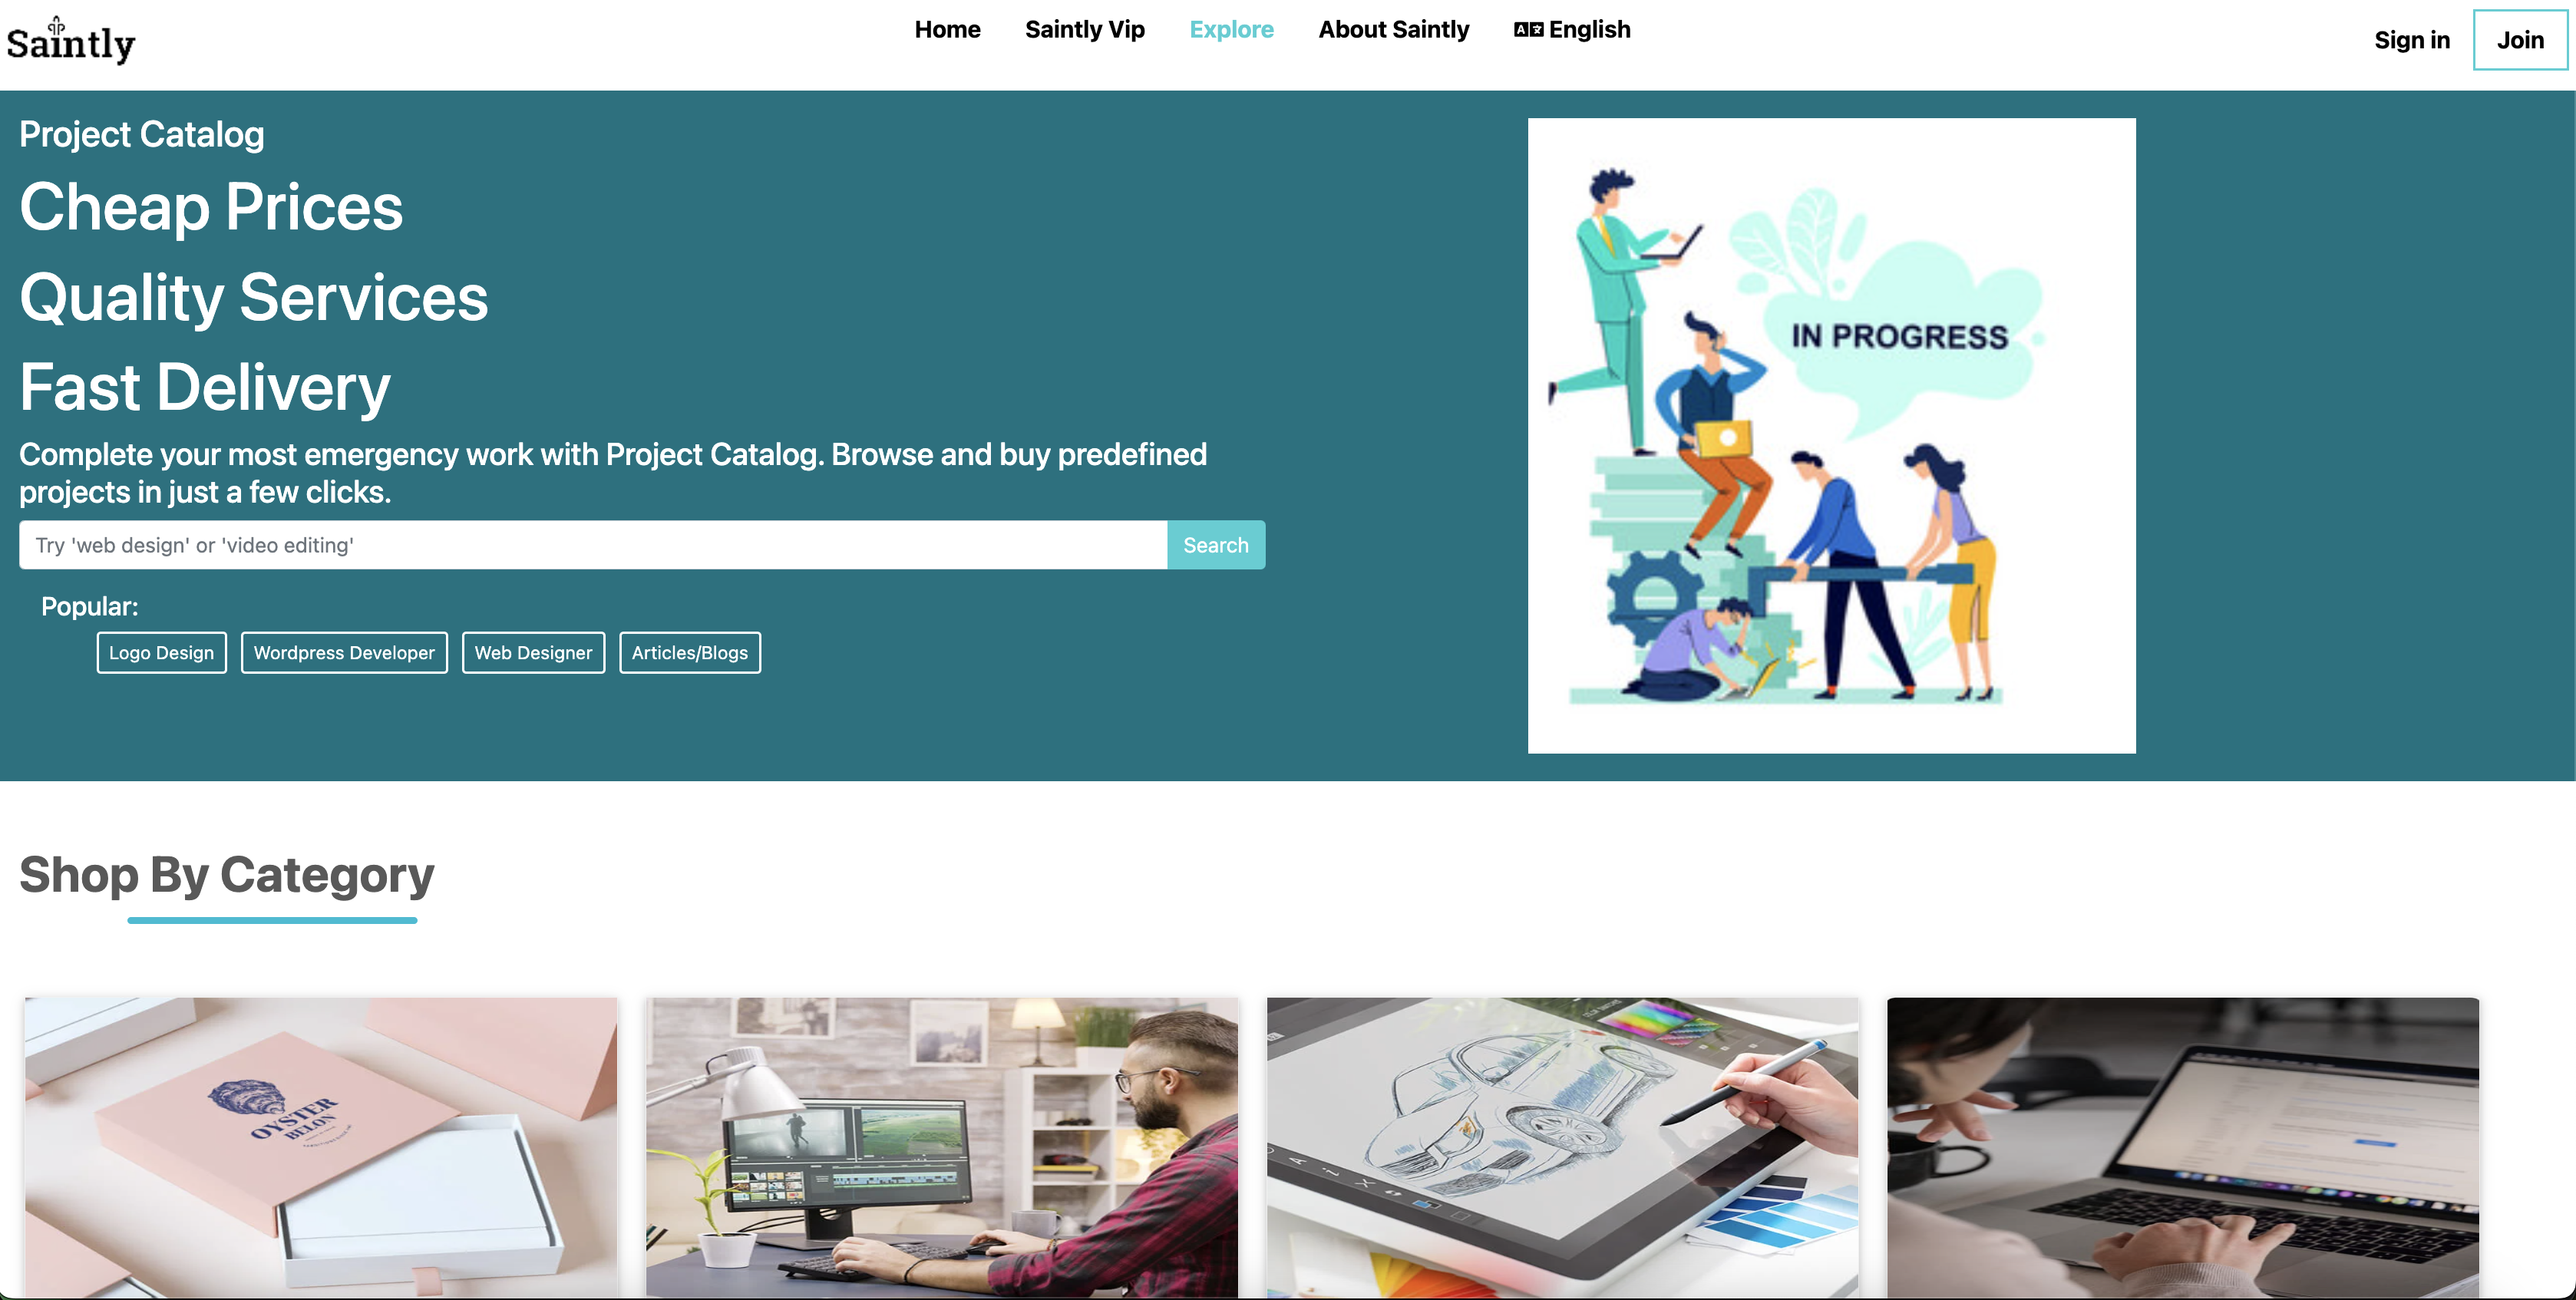 Saintly
Home
Saintly Vip
Explore
About Saintly
English
Sign in
Join
Project Catalog
Cheap Prices
Quality Services
Fast Delivery
Complete your most emergency work with Project Catalog. Browse and buy predefined
projects in just a few clicks.
Try 'web design' or 'video editing'
Search
Popular:
Logo Design
Wordpress Developer
Web Designer
Articles/Blogs
IN PROGRESS
Shop By Category
OYSTER
BELON